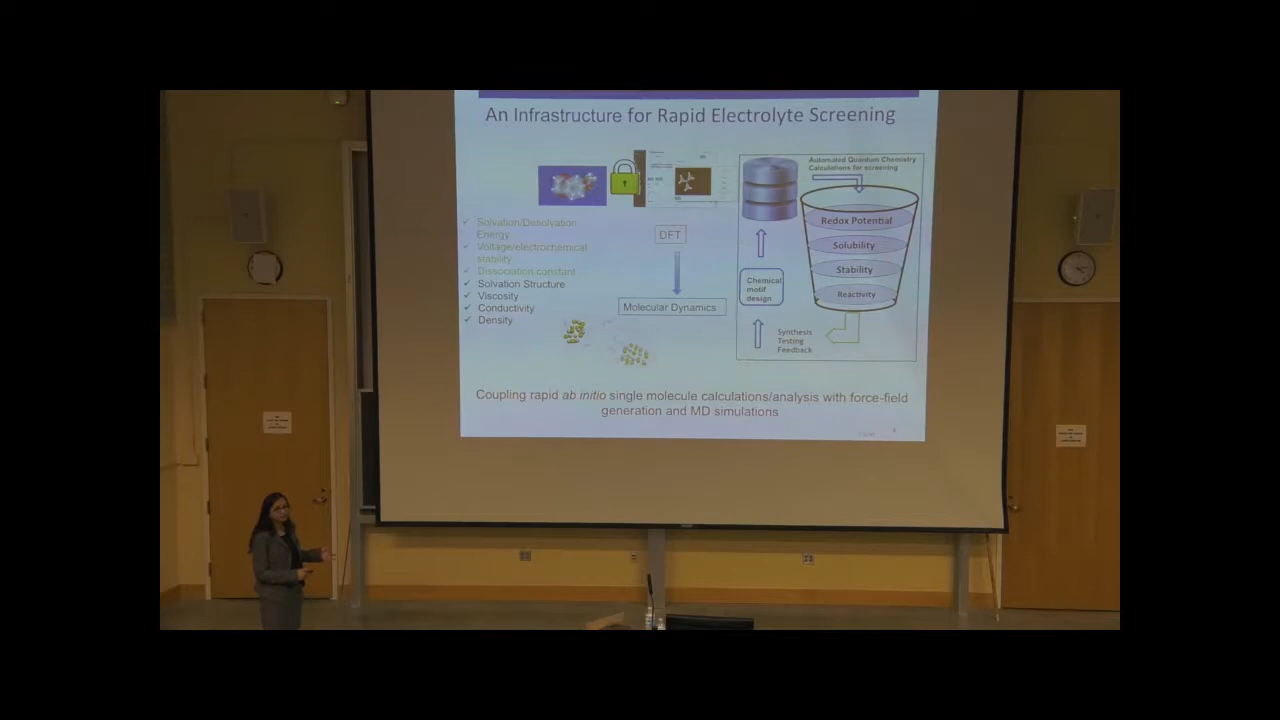 An Infrastructure for Rapid Electrolyte Screening
Solvation/Desolvation
Energy
Voltage/electrochemical
stability
Dissociation constant
Solvation Structure
Viscosity
Conductivity
Density
DFT
Molecular Dynamics
Automated Quantum Chemistry
Calculations for screening
Redox Potential
Solubility
Stability
Reactivity
Chemical
motif
design
Synthesis
Testing
Feedback
Coupling rapid ab initio single molecule calculations/analysis with force-field
generation and MD simulations